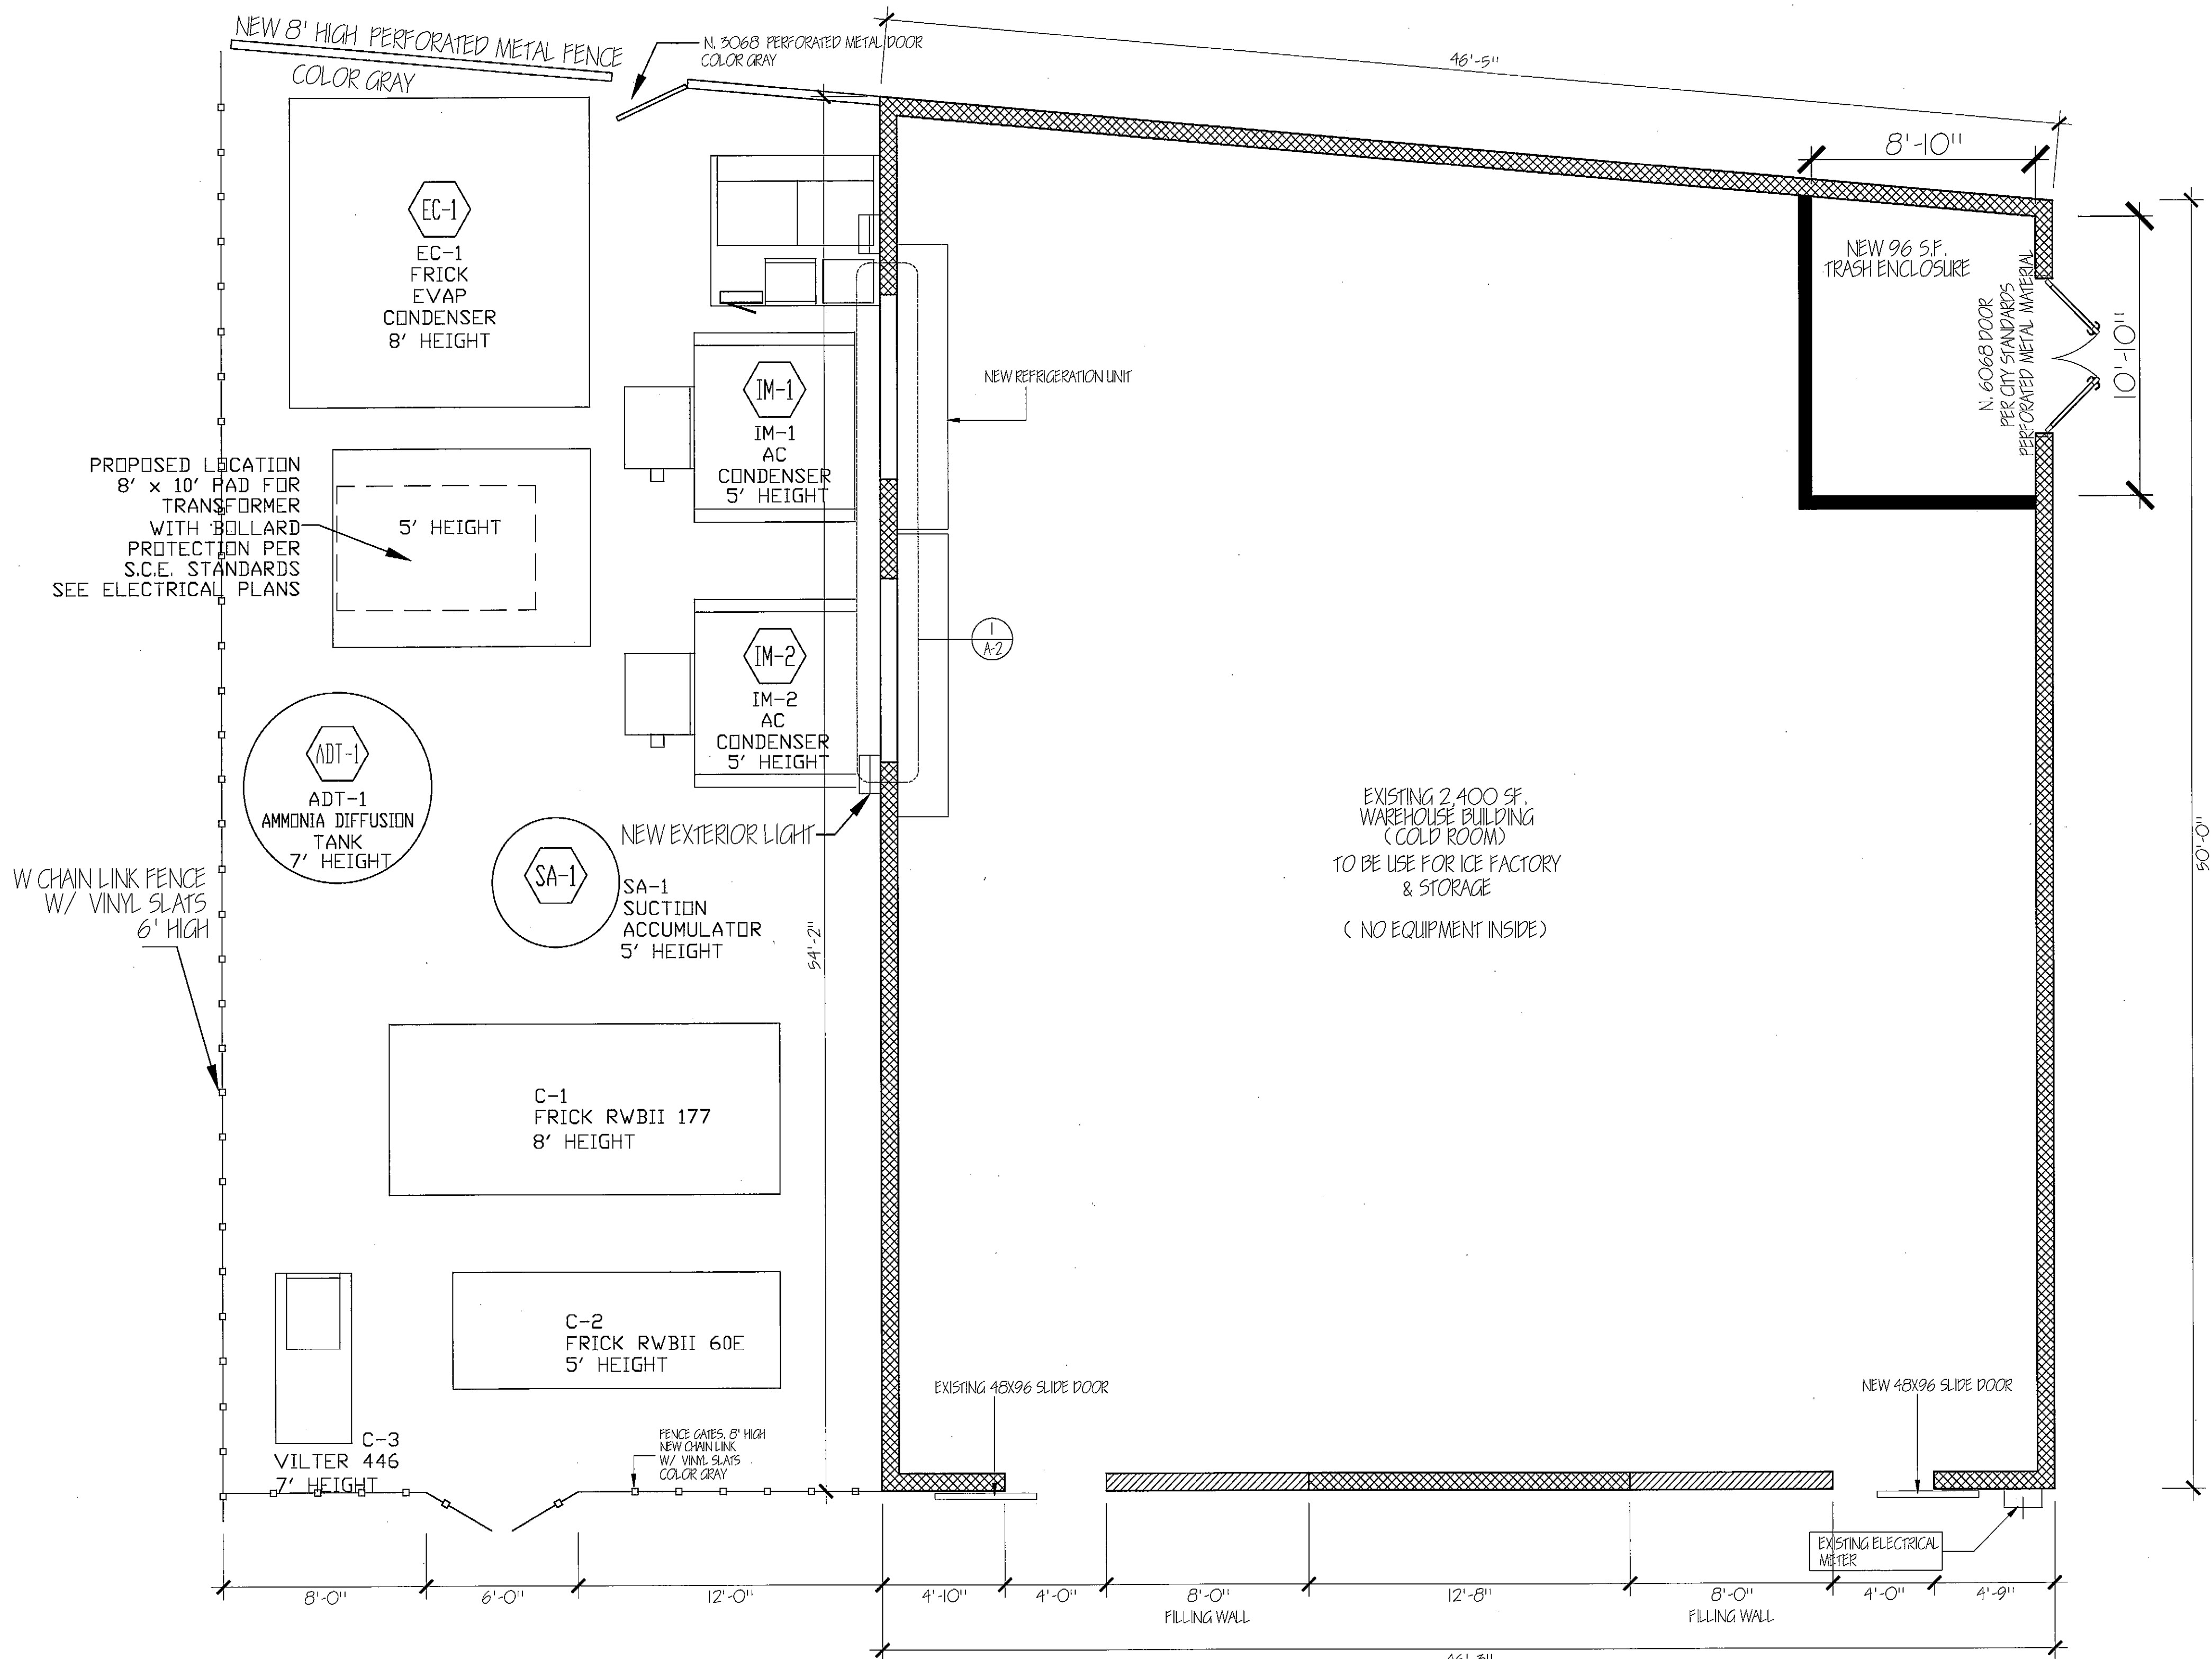 NEW 8' HIGH PERFORATED METAL FENCE
COLOR GRAY
N. 3068 PERFORATED METAL DOOR
COLOR GRAY
46'-5"
8'-10"
EC-1
EC-1
FRICK
EVAP
CONDENSER
8' HEIGHT
NEW 96 S.F.
TRASH ENCLOSURE
N. 6068 DOOR
PER CITY STANDARDS
PERFORATED METAL MATERIAL
10'-10"
IM-1
IM-1
AC
CONDENSER
5' HEIGHT
NEW REFRIGERATION UNIT
PROPOSED LOCATION
8' x 10' PAD FOR
TRANSFORMER
WITH BOLLARD
PROTECTION PER
S.C.E. STANDARDS
SEE ELECTRICAL PLANS
5' HEIGHT
1
A-2
IM-2
IM-2
AC
CONDENSER
5' HEIGHT
ADT-1
ADT-1
AMMONIA DIFFUSION
TANK
7' HEIGHT
NEW EXTERIOR LIGHT
SA-1
SA-1
SUCTION
ACCUMULATOR
5' HEIGHT
W CHAIN LINK FENCE
W/ VINYL SLATS
6' HIGH
54'-2"
EXISTING 2,400 SF.
WAREHOUSE BUILDING
(COLD ROOM)
TO BE USE FOR ICE FACTORY
& STORAGE
( NO EQUIPMENT INSIDE)
50'-0"
C-1
FRICK RWBII 177
8' HEIGHT
C-2
FRICK RWBII 60E
5' HEIGHT
C-3
VILTER 446
7' HEIGHT
FENCE GATES. 8' HIGH
NEW CHAIN LINK
W/ VINYL SLATS
COLOR GRAY
EXISTING 48X96 SLIDE DOOR
NEW 48X96 SLIDE DOOR
EXISTING ELECTRICAL
METER
8'-0"
6'-0"
12'-0"
4'-10"
4'-0"
8'-0"
12'-8"
8'-0"
4'-0"
4'-9"
FILLING WALL
FILLING WALL
46'-3"